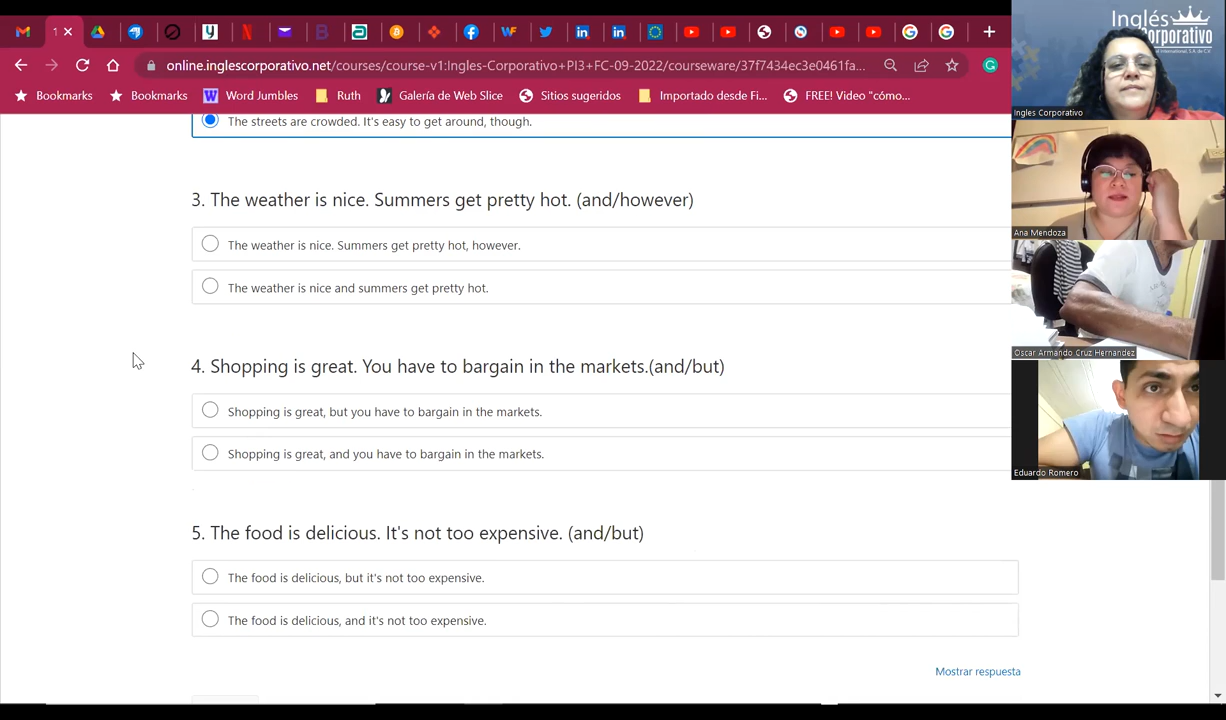 1
online.inglescorporativo.net/courses/course-v1:Ingles-Corporativo+PI3+FC-09-2022/courseware/37f7434ec3e0461fa...
Bookmarks
Bookmarks
Word Jumbles
Ruth
Galería de Web Slice
Sitios sugeridos
Importado desde Fi...
FREE! Video "cómo...
The streets are crowded. It's easy to get around, though.
3. The weather is nice. Summers get pretty hot. (and/however)
The weather is nice. Summers get pretty hot, however.
The weather is nice and summers get pretty hot.
4. Shopping is great. You have to bargain in the markets.(and/but)
Shopping is great, but you have to bargain in the markets.
Shopping is great, and you have to bargain in the markets.
5. The food is delicious. It's not too expensive. (and/but)
The food is delicious, but it's not too expensive.
The food is delicious, and it's not too expensive.
Mostrar respuesta
Inglés
Corporativo
International, S.A. de C.V.
Ingles Corporativo
Ana Mendoza
Oscar Armando Cruz Hernandez
Eduardo Romero